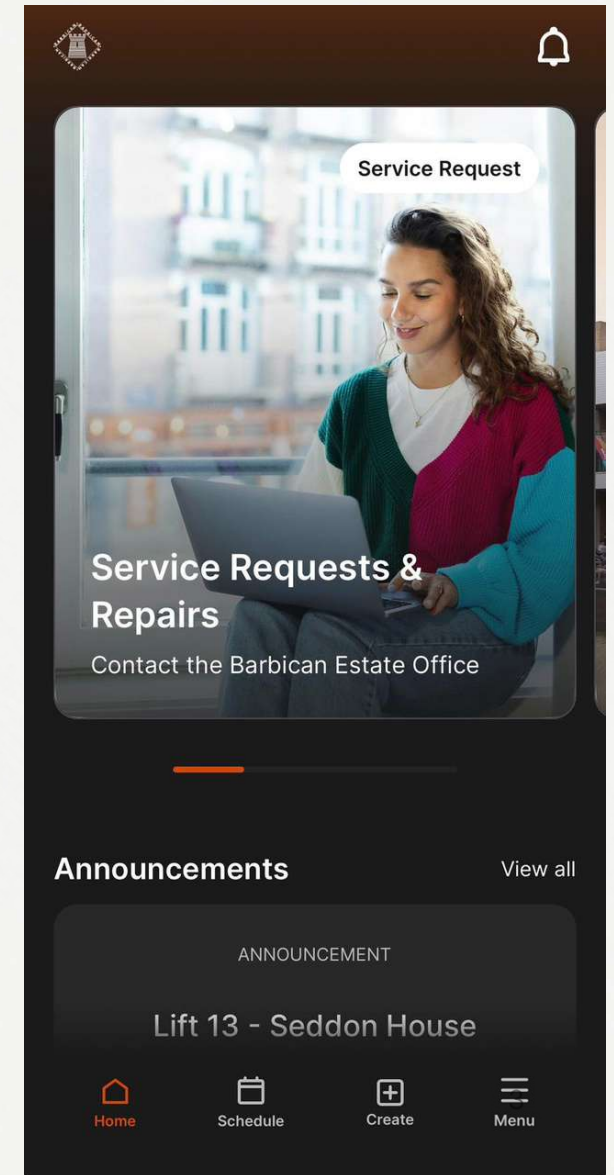 Service Request
Service Requests &
Repairs
Contact the Barbican Estate Office
Announcements
View all
ANNOUNCEMENT
Lift 13 - Seddon House
Home
Schedule
Create
Menu